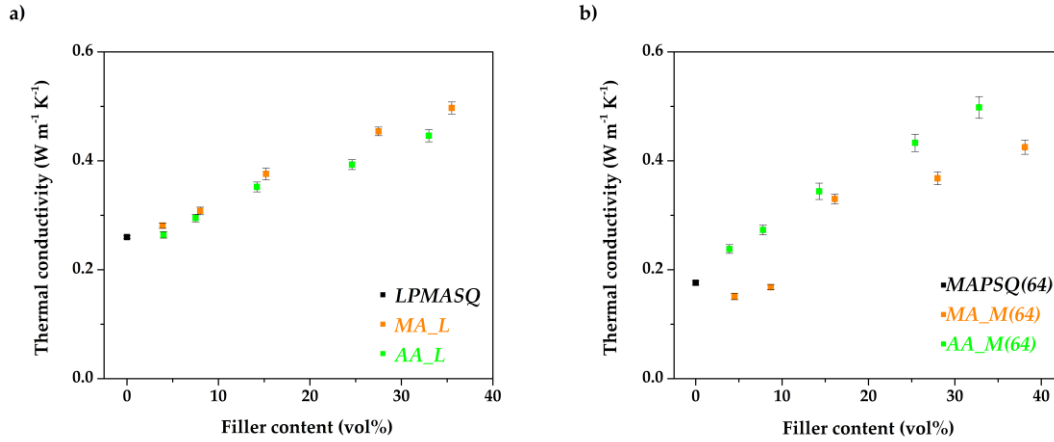 a)
0.6
0.4
0.2
0.0
Thermal conductivity (W m⁻¹ K⁻¹)
LPMASQ
MA_L
AA_L
0 10 20 30 40
Filler content (vol%)
b)
0.6
0.4
0.2
0.0
Thermal conductivity (W m⁻¹ K⁻¹)
MAPSQ(64)
MA_M(64)
AA_M(64)
0 10 20 30 40
Filler content (vol%)